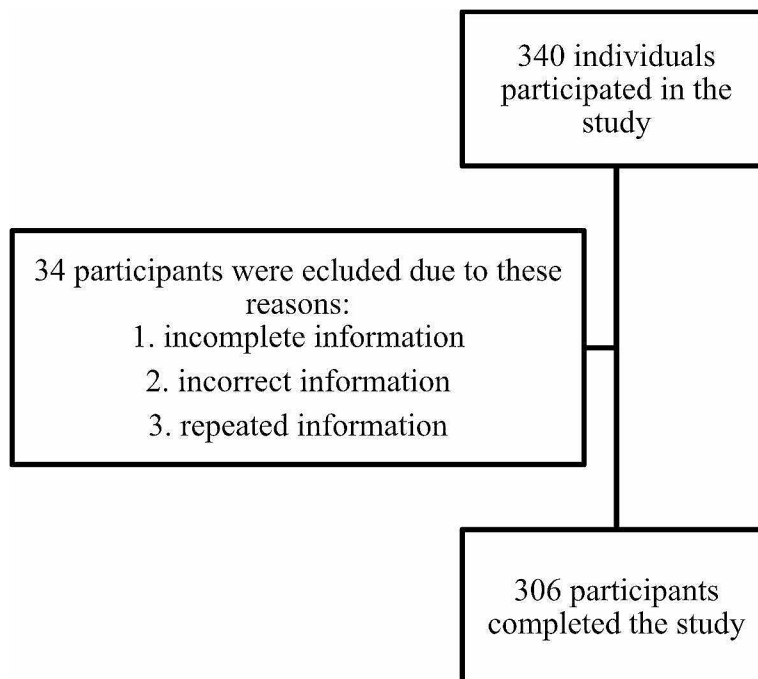 340 individuals
participated in the
study
34 participants were ecluded due to these
reasons:
1. incomplete information
2. incorrect information
3. repeated information
306 participants
completed the study